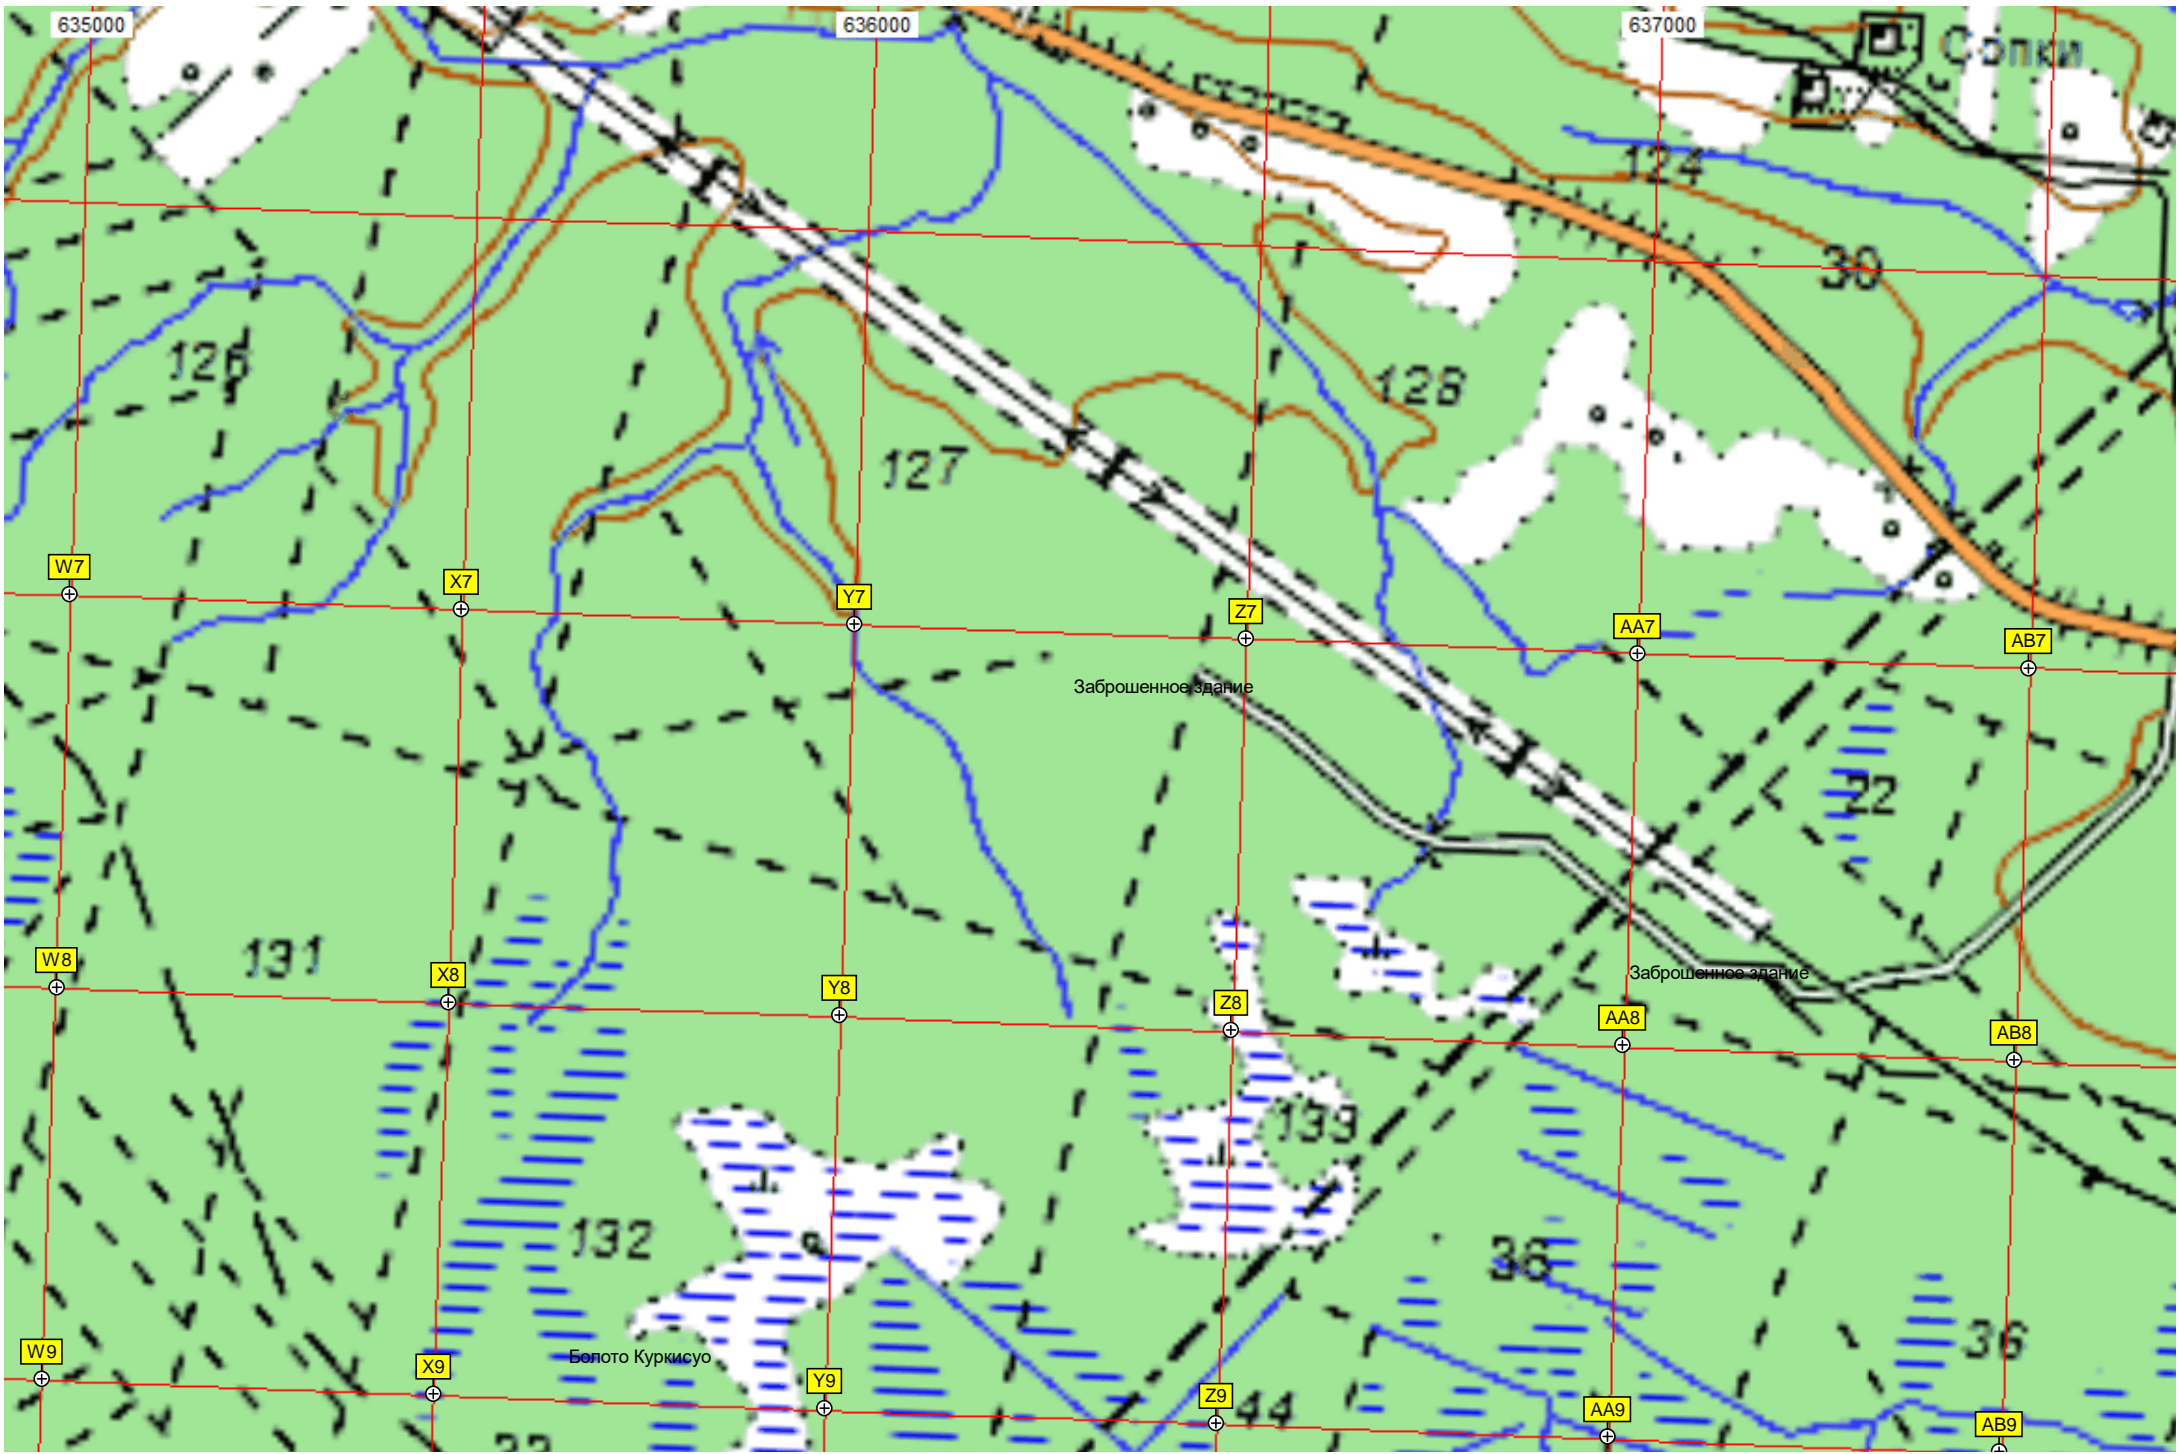 635000
636000
637000
Сопки
124
30
126
128
127
W7
X7
Y7
Z7
AA7
AB7
Заброшенное здание
22
131
W8
X8
Y8
Z8
AA8
AB8
Заброшенное здание
139
132
36
36
Болото Куркисуо
W9
X9
Y9
Z9
44
AA9
AB9